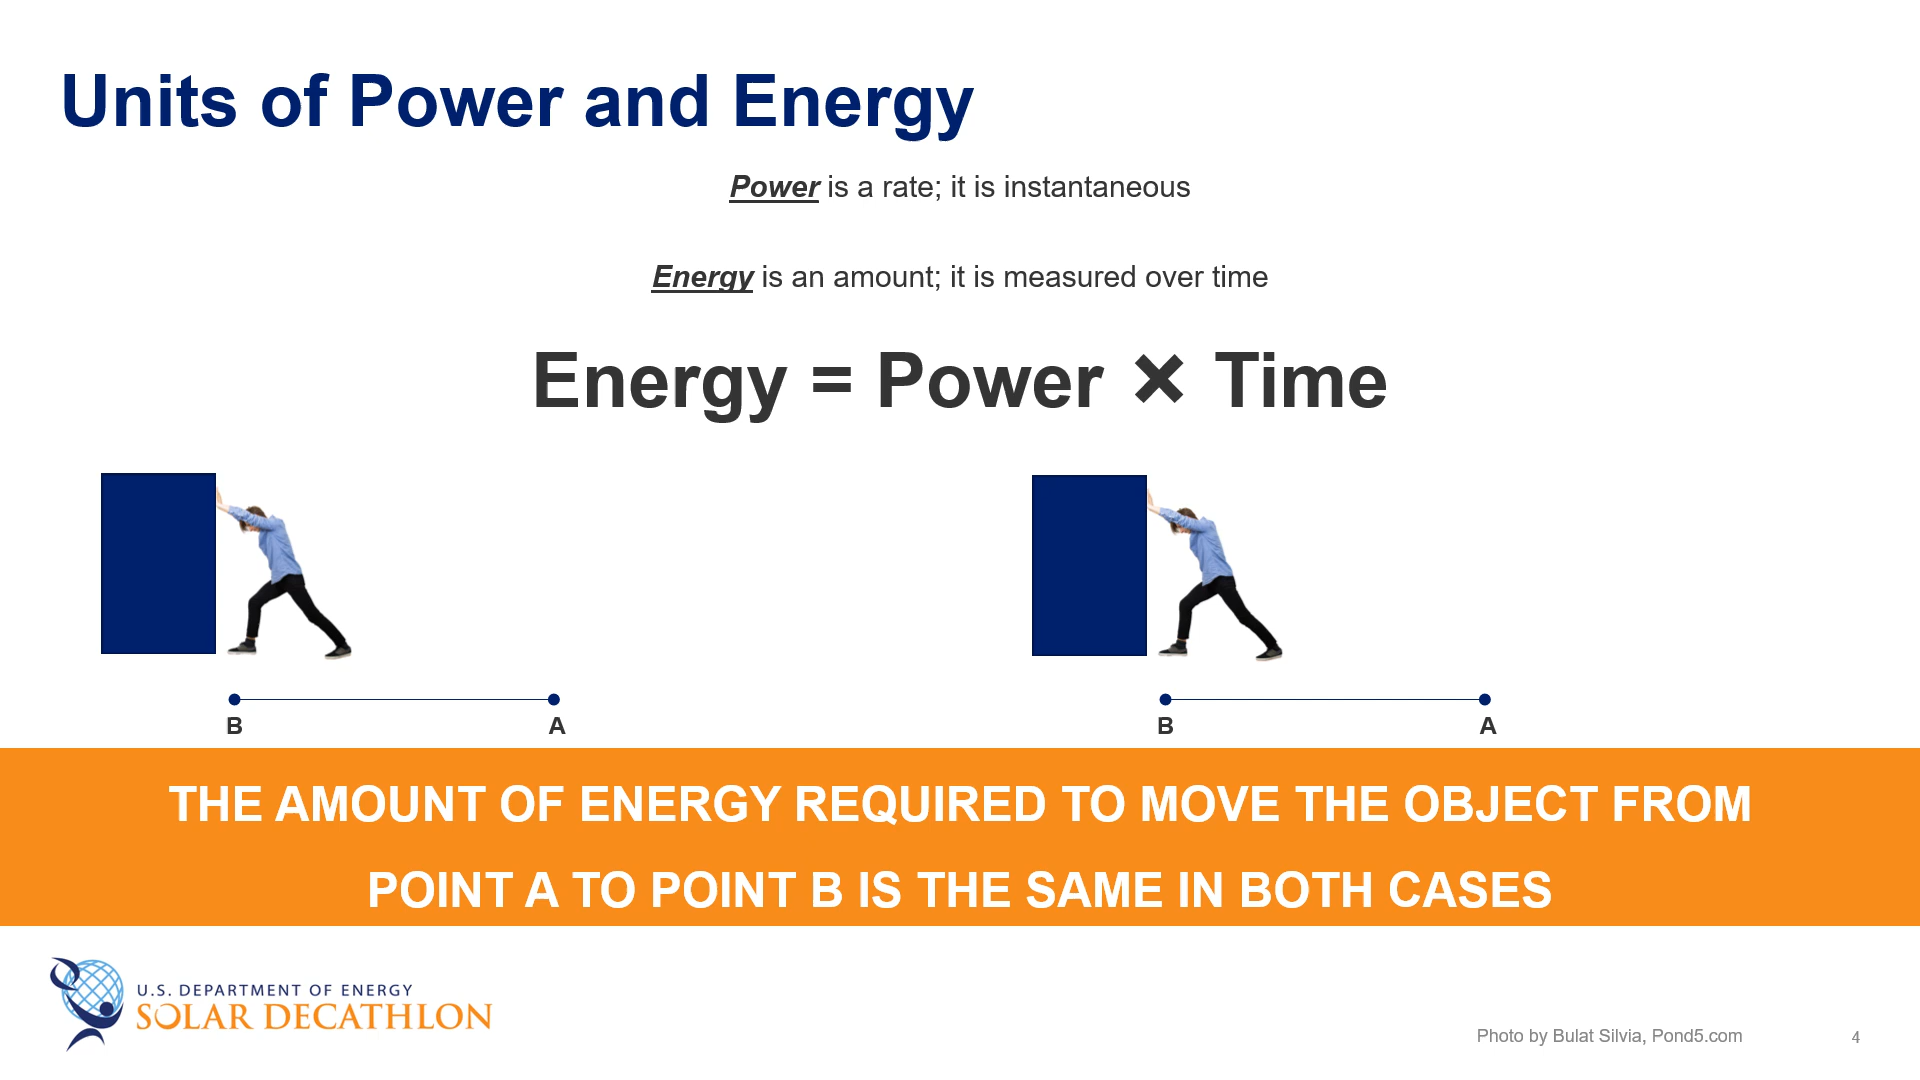 Units of Power and Energy
Power is a rate; it is instantaneous
Energy is an amount; it is measured over time
Energy = Power × Time
B A
B A
THE AMOUNT OF ENERGY REQUIRED TO MOVE THE OBJECT FROM
POINT A TO POINT B IS THE SAME IN BOTH CASES
U.S. DEPARTMENT OF ENERGY
SOLAR DECATHLON
Photo by Bulat Silvia, Pond5.com
4